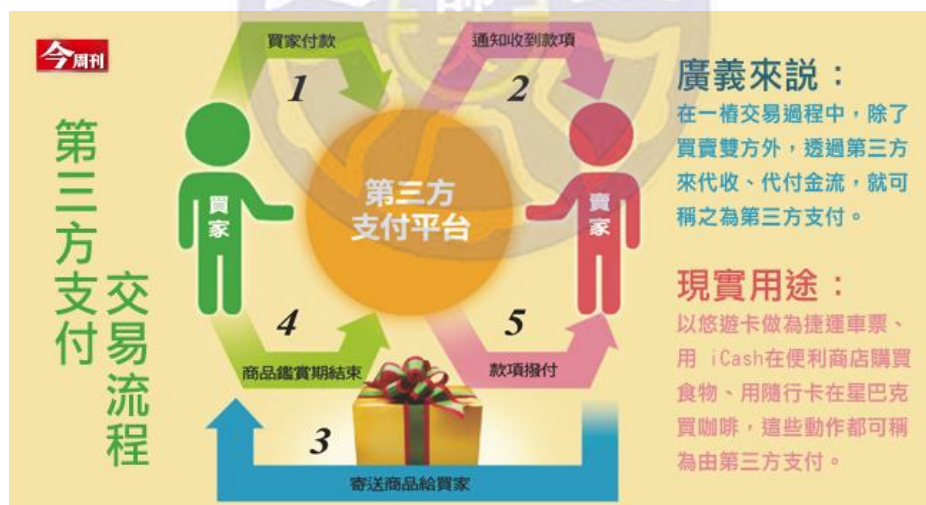 今周刊
第三方支付
交易流程
買家付款
1
通知收到款項
2
買家
第三方
支付平台
賣家
4
商品鑑賞期結束
5
款項撥付
3
寄送商品給買家
廣義來說：
在一樁交易過程中，除了
買賣雙方外，透過第三方
來代收、代付金流，就可
稱之為第三方支付。
現實用途：
以悠遊卡做為捷運車票、
用 iCash在便利商店購買
食物、用隨行卡在星巴克
買咖啡，這些動作都可稱
為由第三方支付。